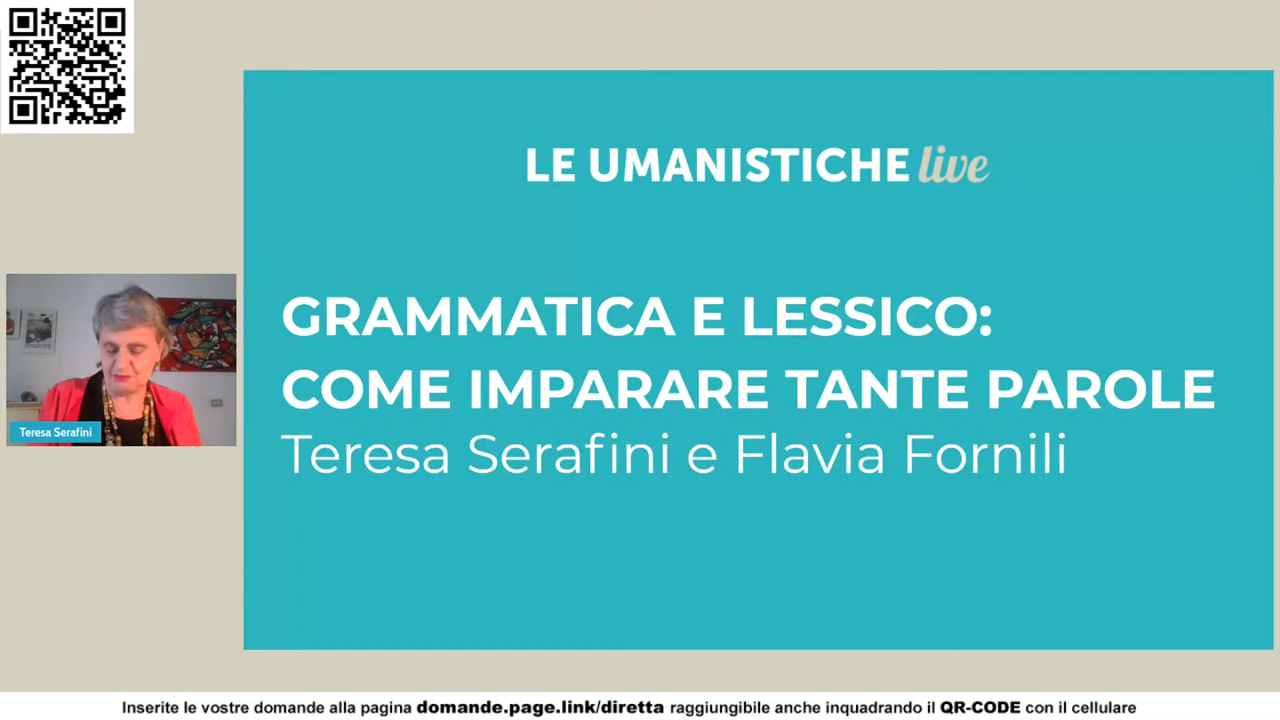 LE UMANISTICHE live
GRAMMATICA E LESSICO:
COME IMPARARE TANTE PAROLE
Teresa Serafini e Flavia Fornili
Teresa Serafini
Inserite le vostre domande alla pagina domande.page.link/diretta raggiungibile anche inquadrando il QR-CODE con il cellulare